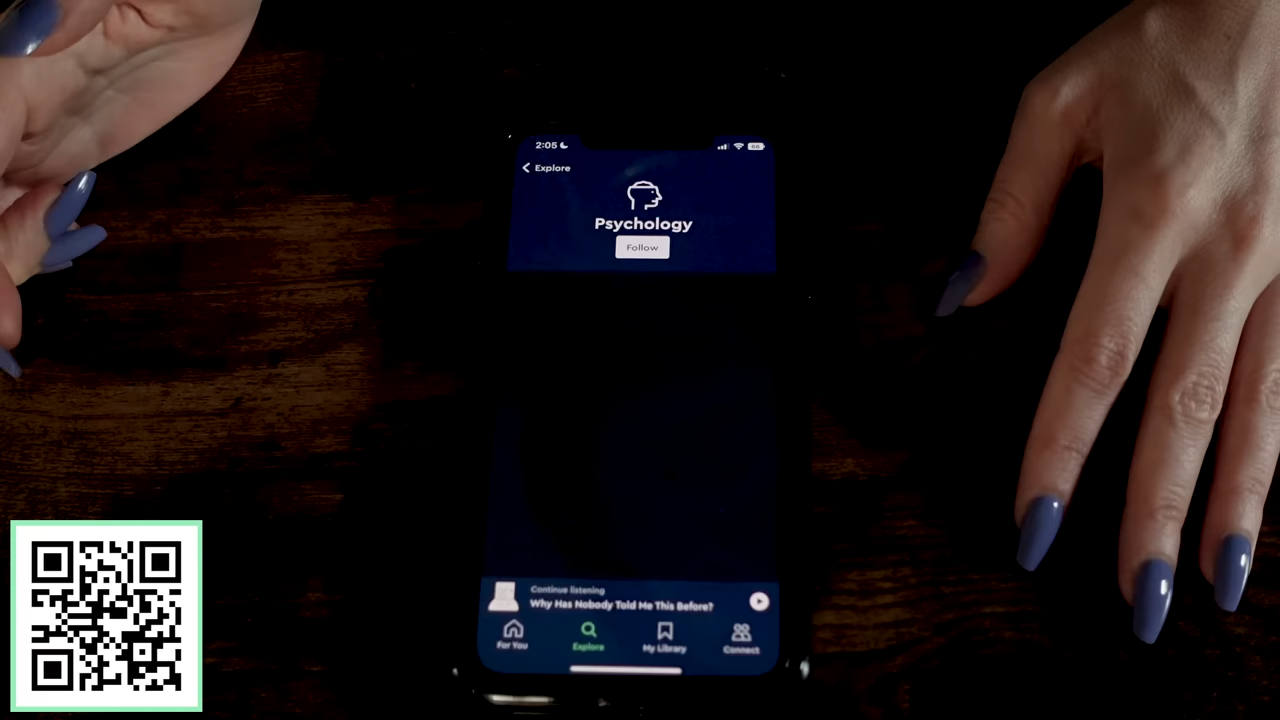 2:05
66
Explore
Psychology
Follow
Continue listening
Why Has Nobody Told Me This Before?
For You
Explore
My Library
Connect